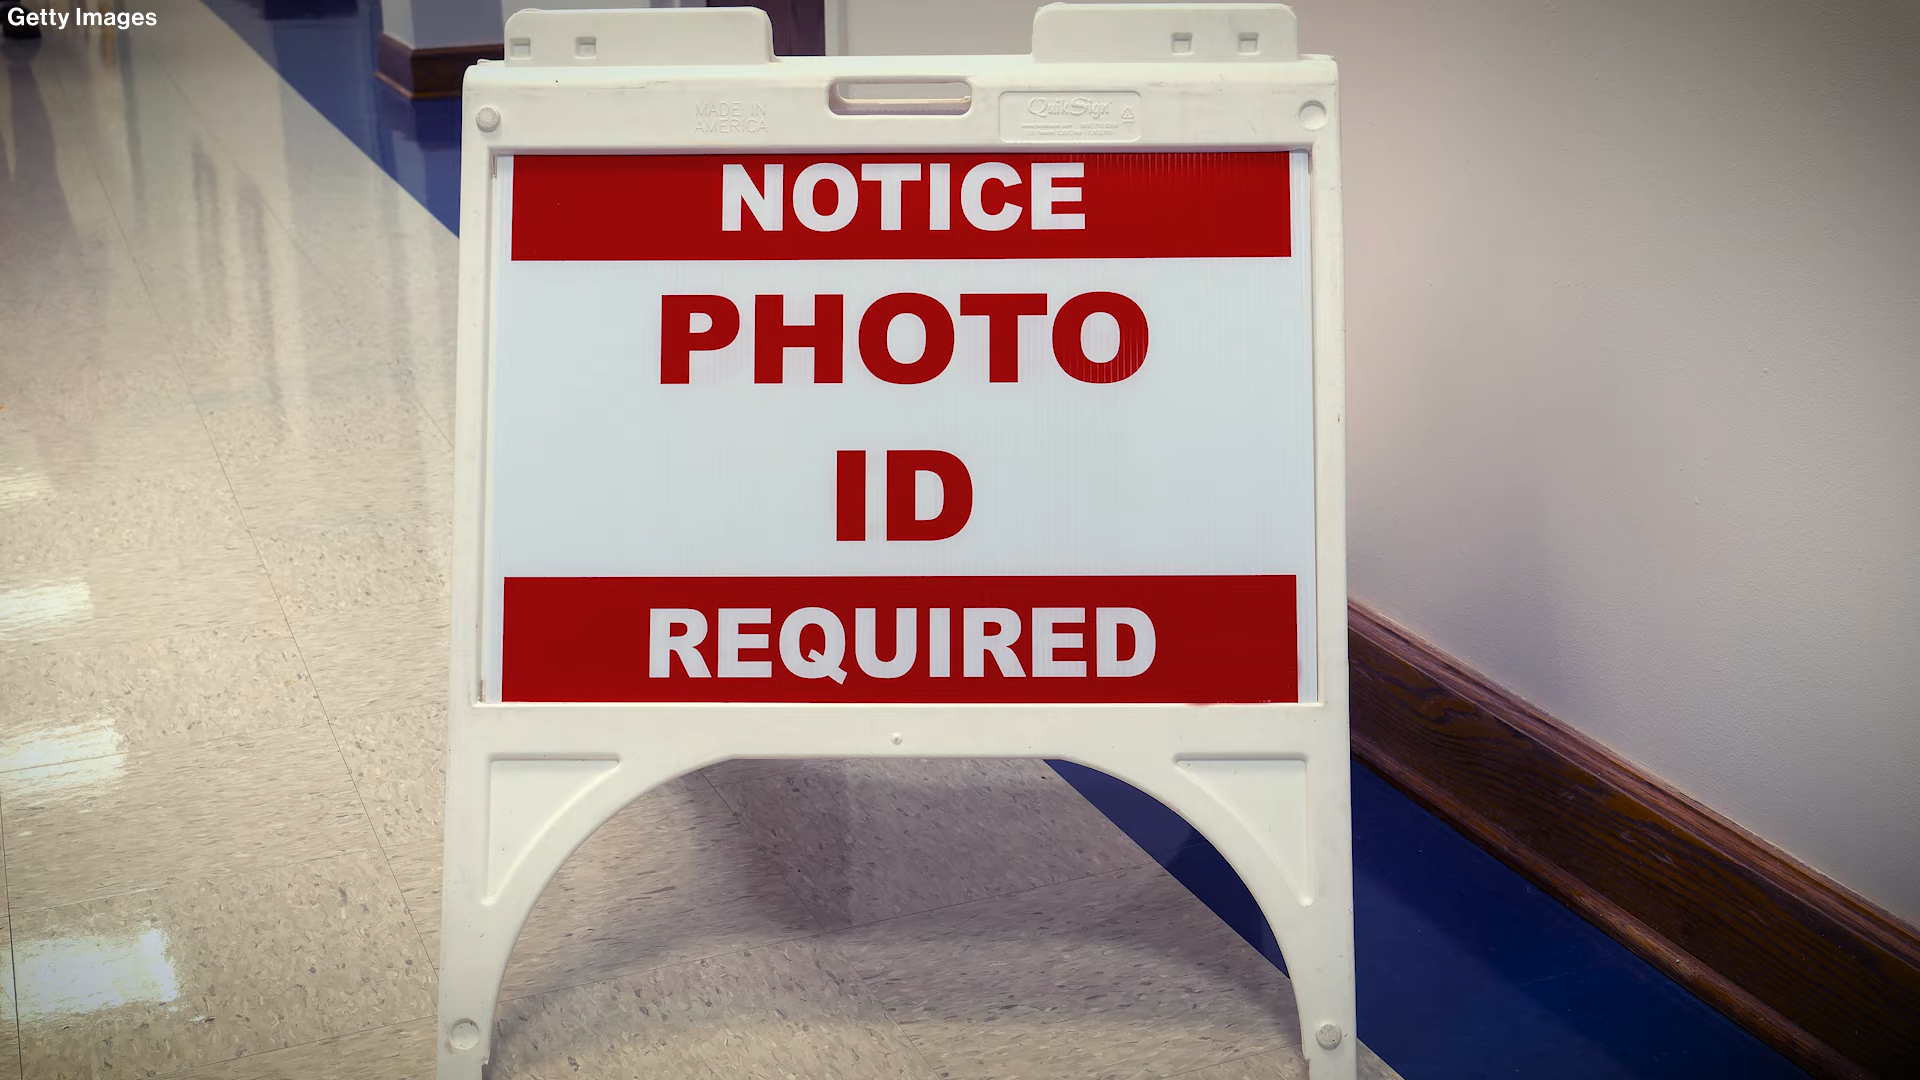 Getty Images
MADE IN
AMERICA
QuikSign
NOTICE
PHOTO
ID
REQUIRED